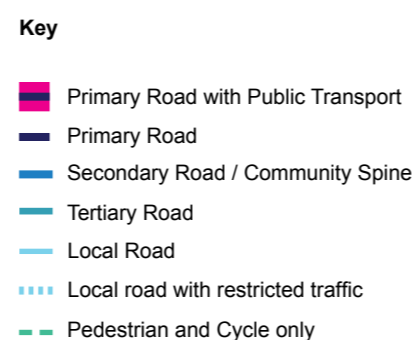 Key
Primary Road with Public Transport
Primary Road
Secondary Road / Community Spine
Tertiary Road
Local Road
Local road with restricted traffic
Pedestrian and Cycle only